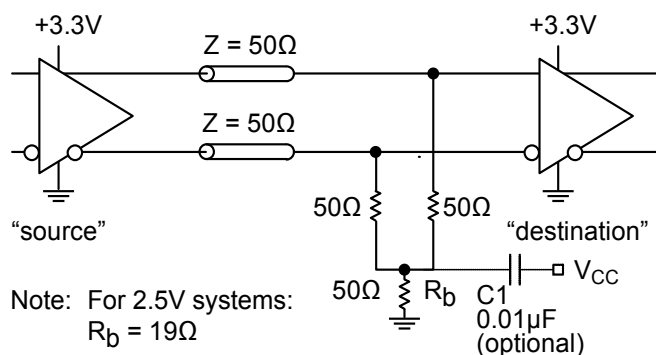 +3.3V
+3.3V
Z = 50Ω
Z = 50Ω
50Ω
50Ω
"source"
"destination"
50Ω
Rb
C1
0.01µF
(optional)
VCC
Note: For 2.5V systems:
Rb = 19Ω